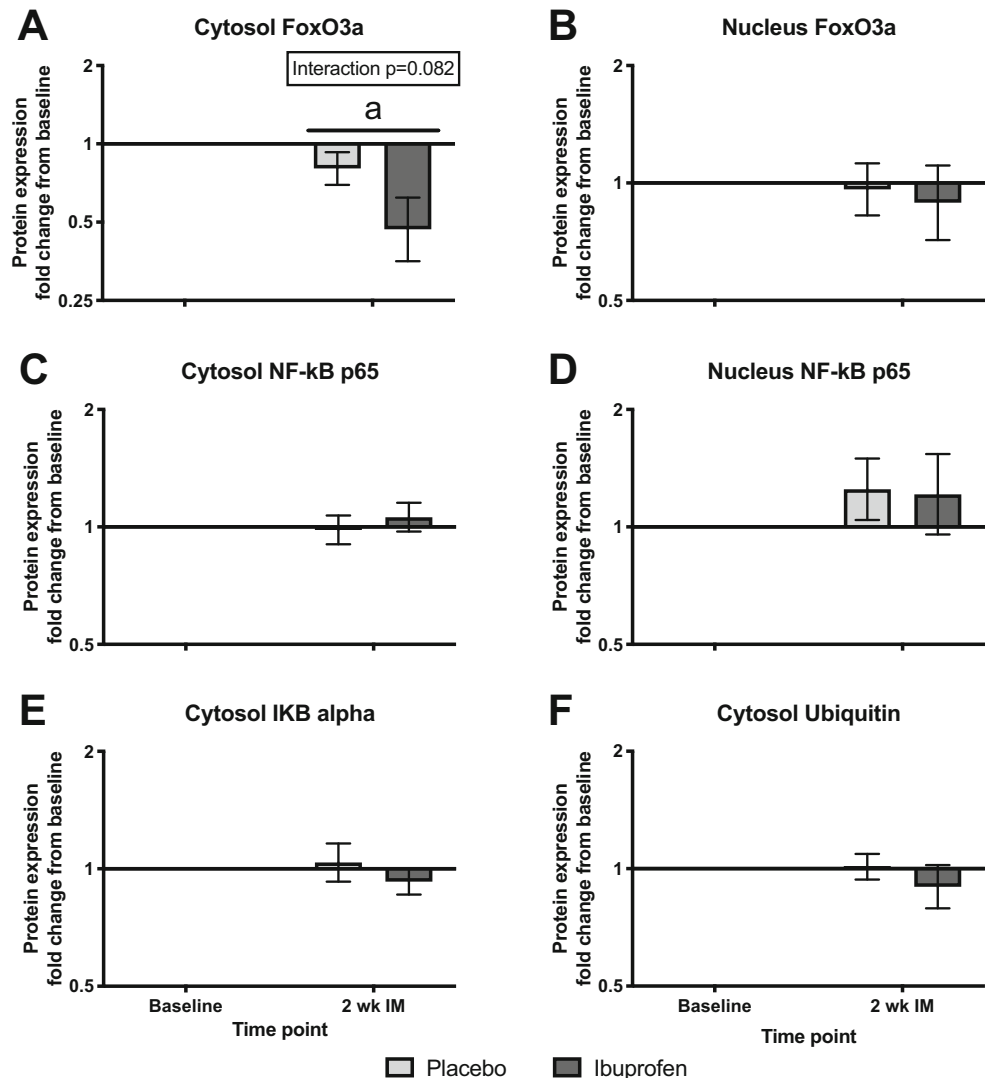 A
Cytosol FoxO3a
Interaction p=0.082
a
Protein expression
fold change from baseline
2
1
0.5
0.25
B
Nucleus FoxO3a
Protein expression
fold change from baseline
2
1
0.5
C
Cytosol NF-kB p65
Protein expression
fold change from baseline
2
1
0.5
D
Nucleus NF-kB p65
Protein expression
fold change from baseline
2
1
0.5
E
Cytosol IKB alpha
Protein expression
fold change from baseline
2
1
0.5
Baseline
2 wk IM
Time point
F
Cytosol Ubiquitin
Protein expression
fold change from baseline
2
1
0.5
Baseline
2 wk IM
Time point
Placebo
Ibuprofen